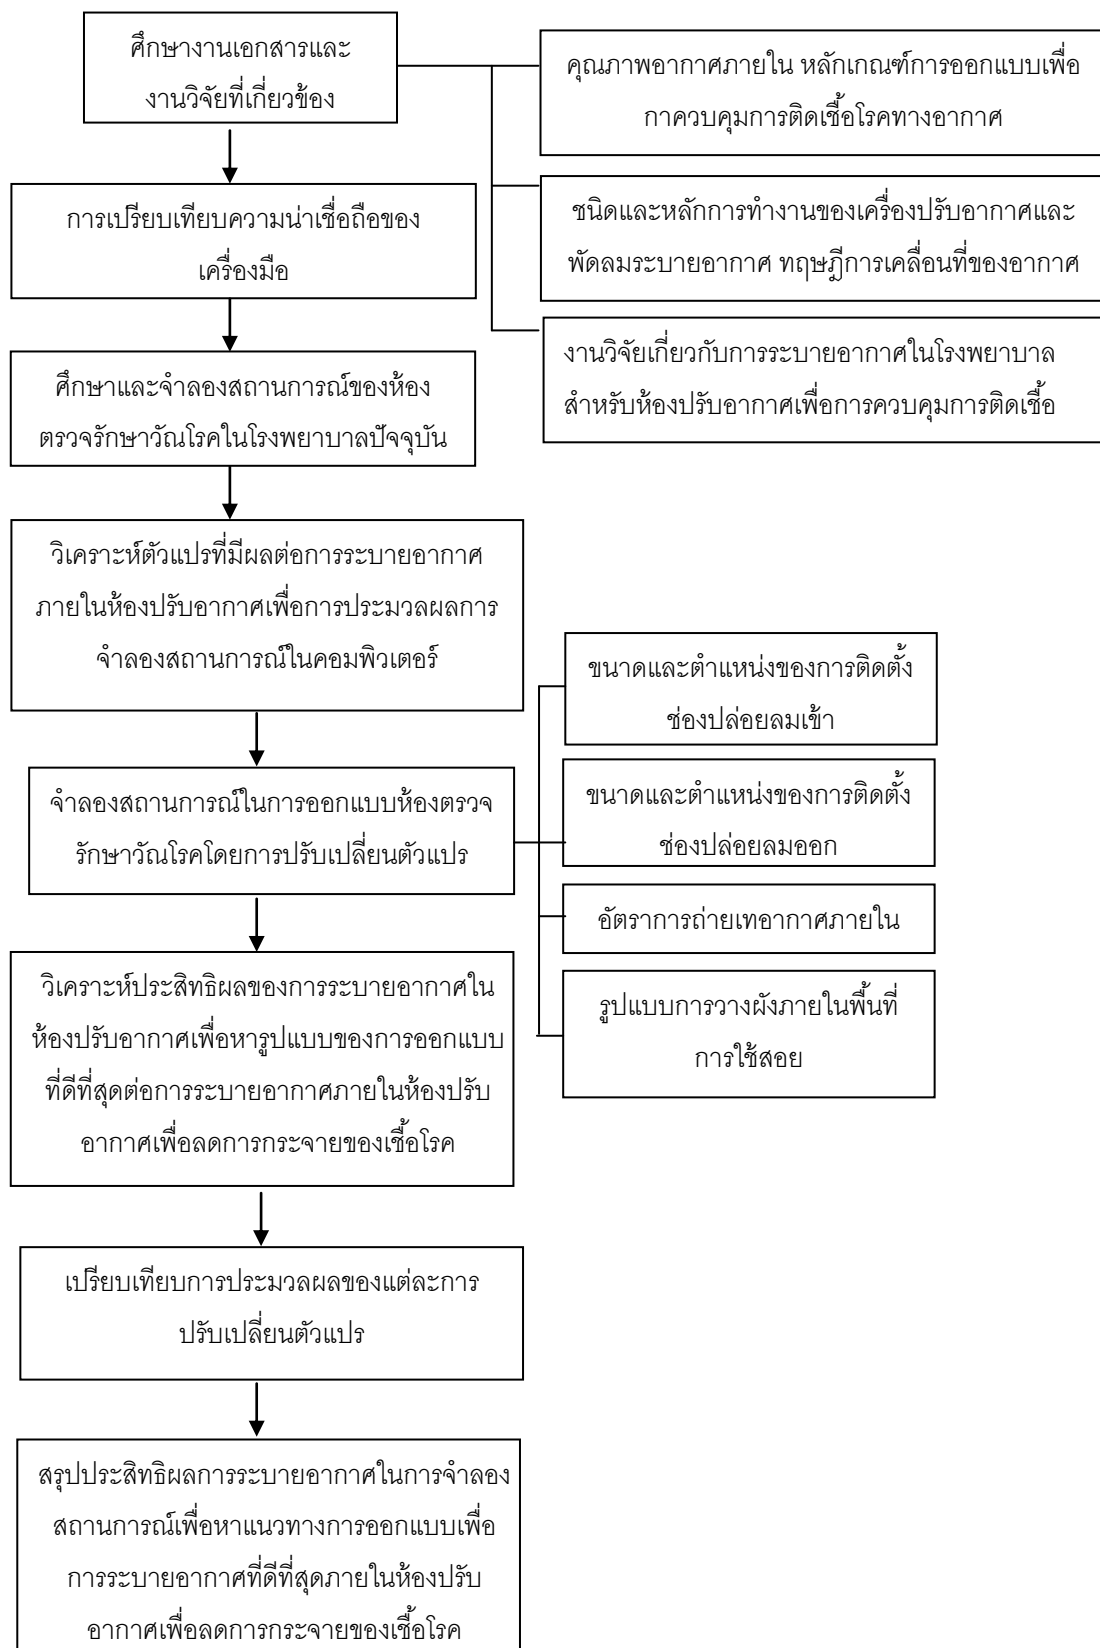 ศึกษางานเอกสารและ
งานวิจัยที่เกี่ยวข้อง
คุณภาพอากาศภายใน หลักเกณฑ์การออกแบบเพื่อ
กาควบคุมการติดเชื้อโรคทางอากาศ
ชนิดและหลักการทำงานของเครื่องปรับอากาศและ
พัดลมระบายอากาศ ทฤษฎีการเคลื่อนที่ของอากาศ
งานวิจัยเกี่ยวกับการระบายอากาศในโรงพยาบาล
สำหรับห้องปรับอากาศเพื่อการควบคุมการติดเชื้อ
การเปรียบเทียบความน่าเชื่อถือของ
เครื่องมือ
ศึกษาและจำลองสถานการณ์ของห้อง
ตรวจรักษาวัณโรคในโรงพยาบาลปัจจุบัน
วิเคราะห์ตัวแปรที่มีผลต่อการระบายอากาศ
ภายในห้องปรับอากาศเพื่อการประมวลผลการ
จำลองสถานการณ์ในคอมพิวเตอร์
จำลองสถานการณ์ในการออกแบบห้องตรวจ
รักษาวัณโรคโดยการปรับเปลี่ยนตัวแปร
ขนาดและตำแหน่งของการติดตั้ง
ช่องปล่อยลมเข้า
ขนาดและตำแหน่งของการติดตั้ง
ช่องปล่อยลมออก
อัตราการถ่ายเทอากาศภายใน
รูปแบบการวางผังภายในพื้นที่
การใช้สอย
วิเคราะห์ประสิทธิผลของการระบายอากาศใน
ห้องปรับอากาศเพื่อหารูปแบบของการออกแบบ
ที่ดีที่สุดต่อการระบายอากาศภายในห้องปรับ
อากาศเพื่อลดการกระจายของเชื้อโรค
เปรียบเทียบการประมวลผลของแต่ละการ
ปรับเปลี่ยนตัวแปร
สรุปประสิทธิผลการระบายอากาศในการจำลอง
สถานการณ์เพื่อหาแนวทางการออกแบบเพื่อ
การระบายอากาศที่ดีที่สุดภายในห้องปรับ
อากาศเพื่อลดการกระจายของเชื้อโรค